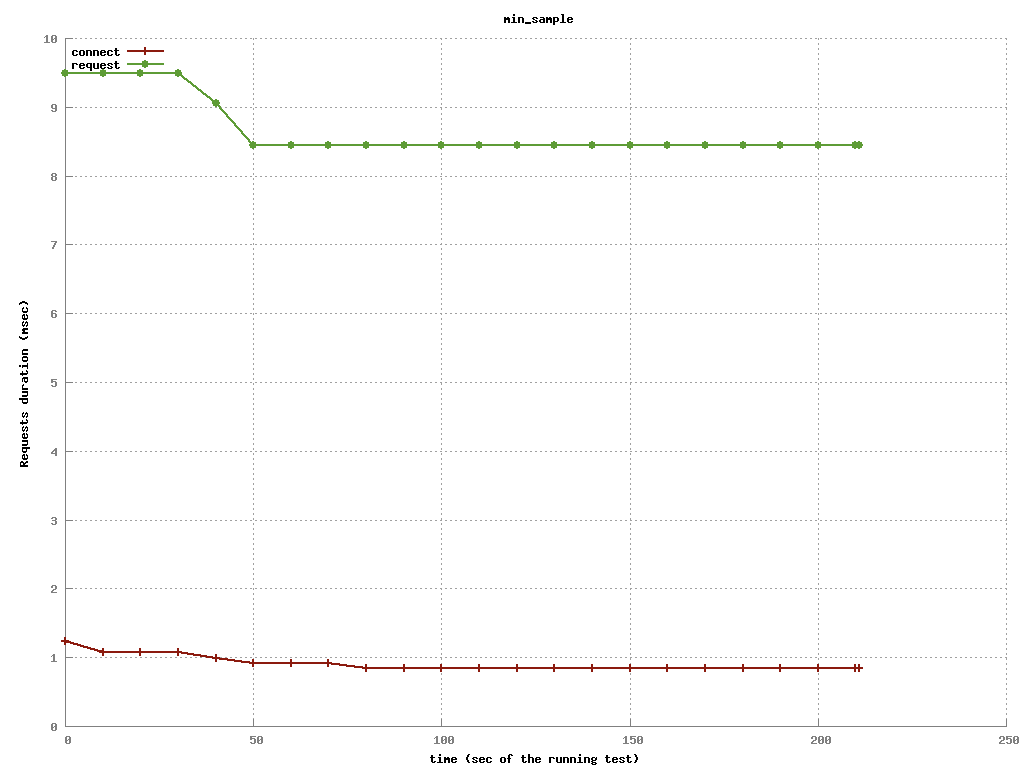 min_sample
connect
request
10
9
8
7
6
5
4
3
2
1
0
Requests duration (msec)
0 50 100 150 200 250
time (sec of the running test)